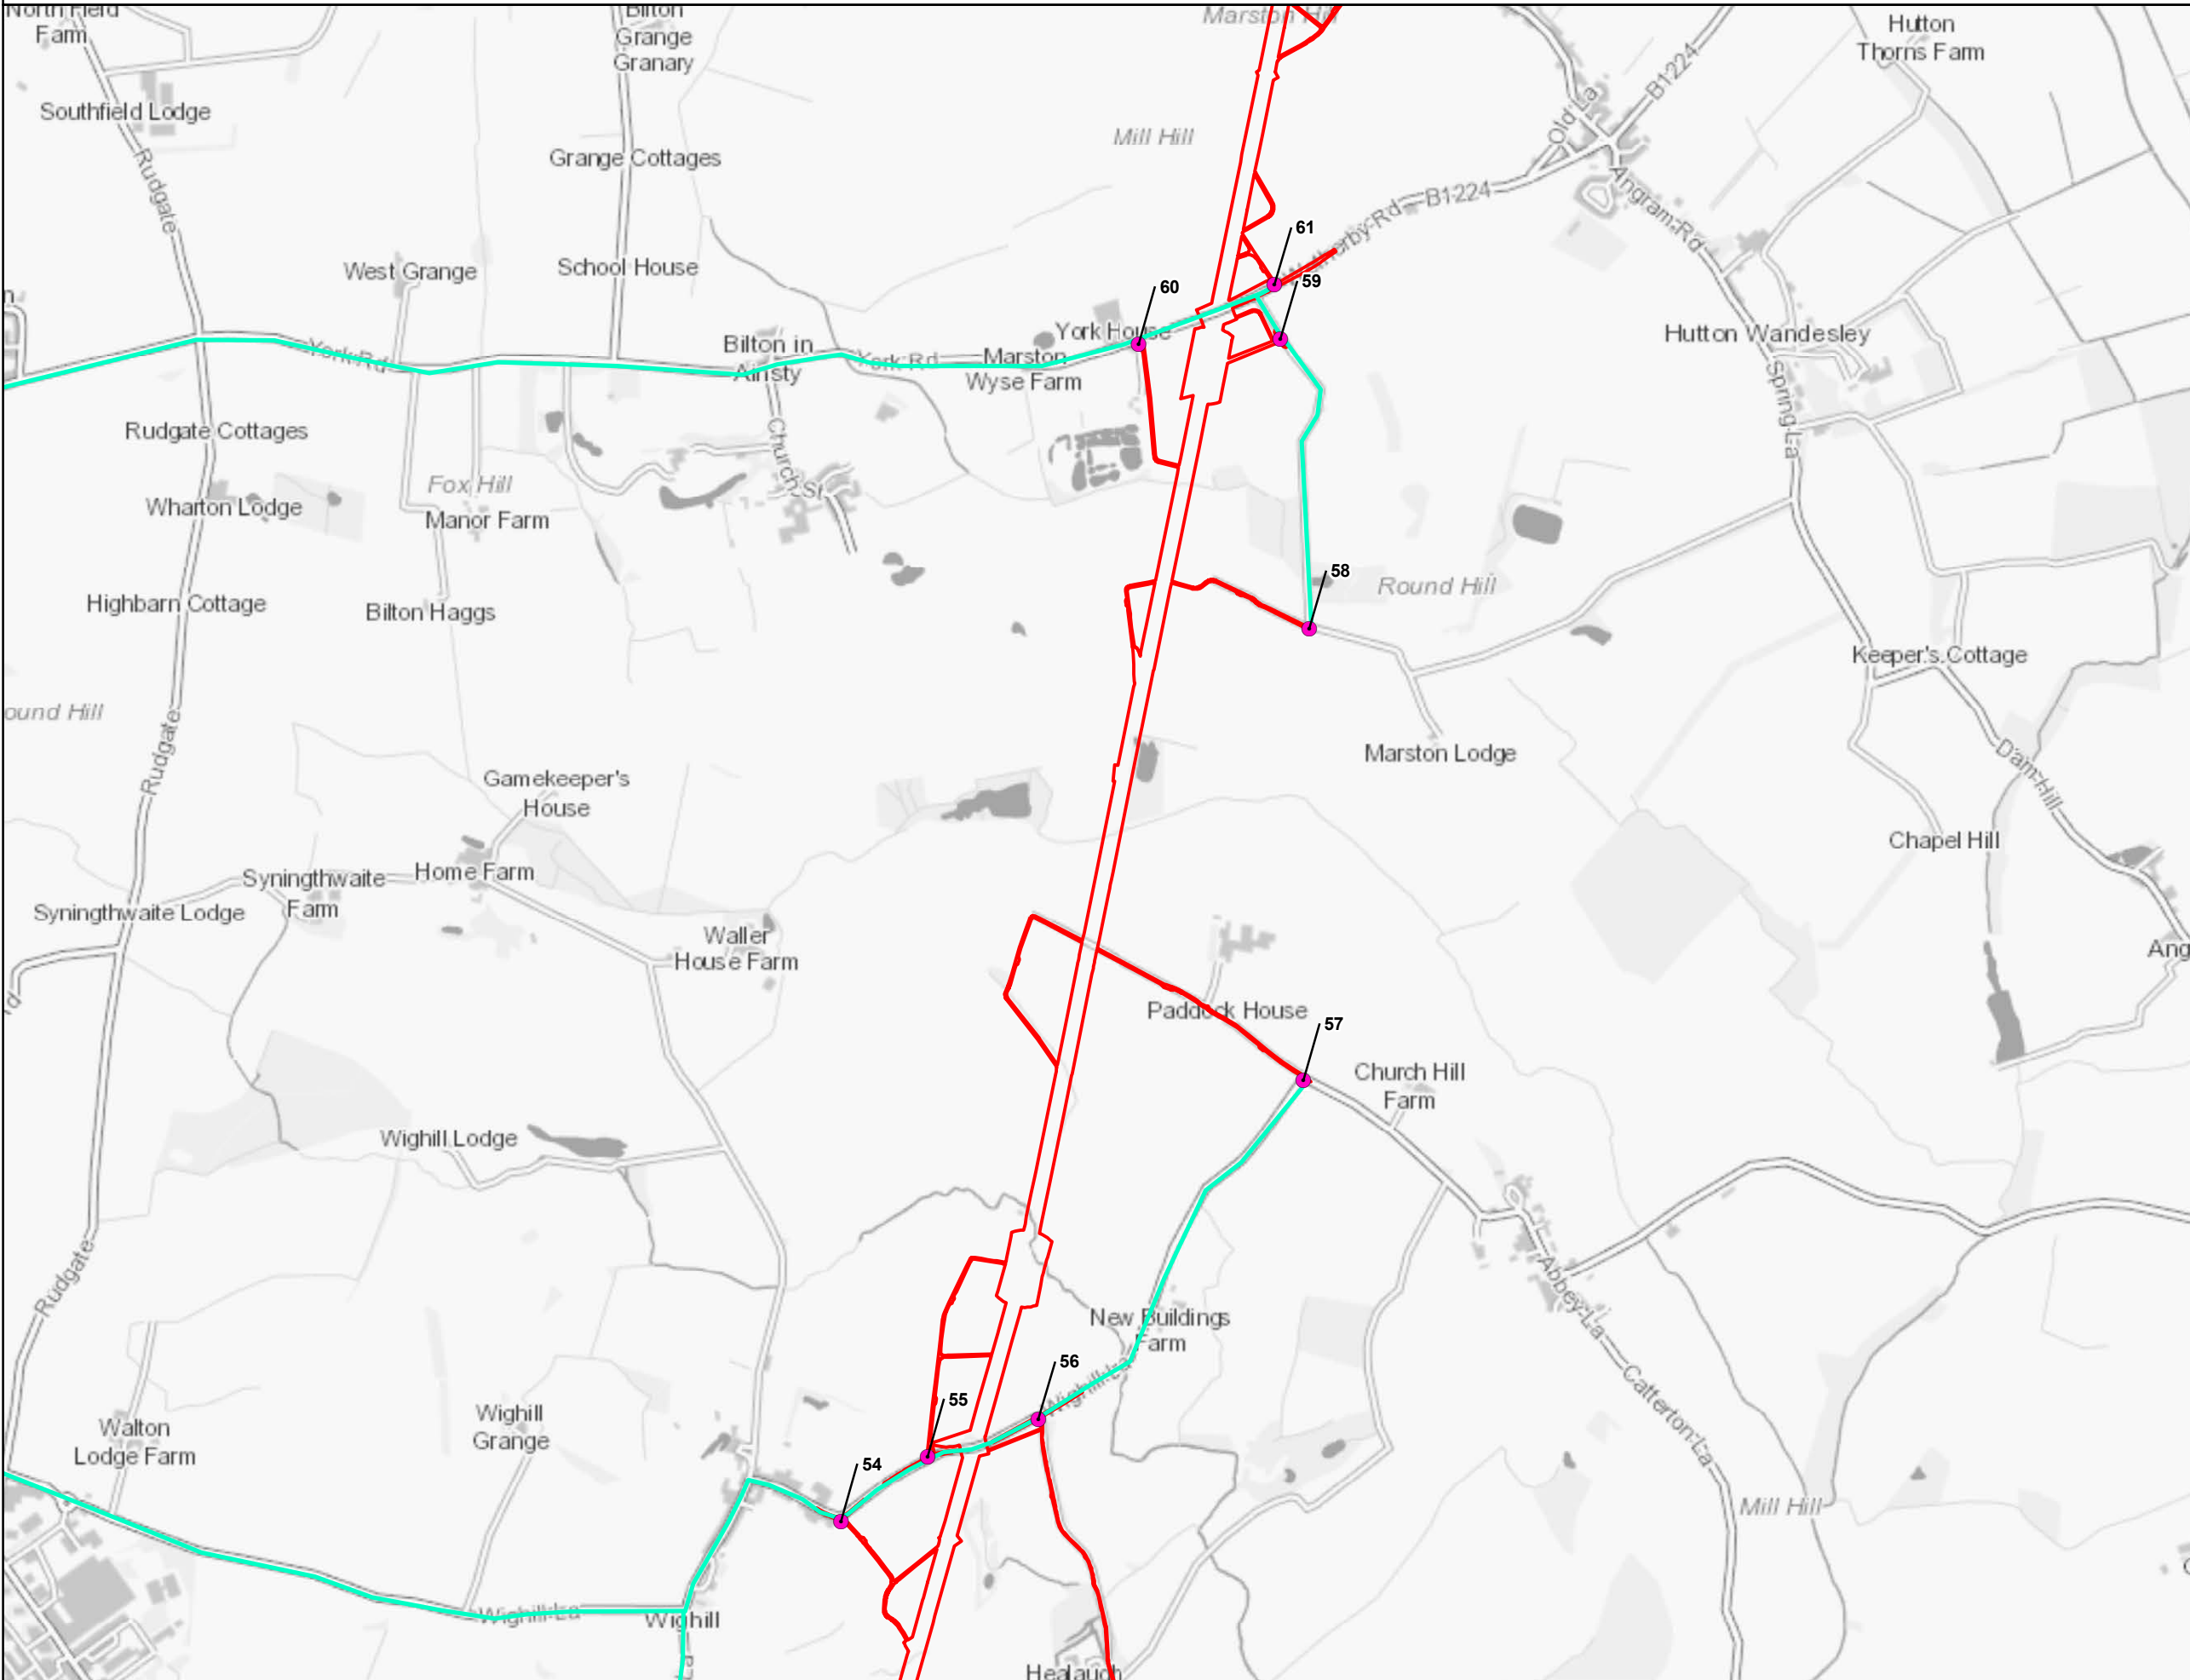 North Field
Farm
Bilton
Grange
Granary
Marston Hill
Hutton
Thorns Farm
Southfield Lodge
B1224
Old La
Mill Hill
Grange Cottages
Rudgate
B1224
Angram Rd
61
Wetherby Rd
West Grange
School House
59
60
York House
Hutton Wandesley
York Rd
Bilton in
Ainsty
York Rd
Marston
Wyse Farm
Spring La
Rudgate Cottages
Church St
Fox Hill
Wharton Lodge
Manor Farm
58
Round Hill
Highbarn Cottage
Bilton Haggs
Keeper's Cottage
ound Hill
Rudgate
Marston Lodge
Dam Hill
Gamekeeper's
House
Chapel Hill
Syningthwaite
Farm
Home Farm
Syningthwaite Lodge
Waller
House Farm
Ang
Paddock House
57
Church Hill
Farm
Wighill Lodge
Rudgate
Abbey La
New Buildings
Farm
56
Wighill La
55
Catterton La
Walton
Lodge Farm
Wighill
Grange
54
Mill Hill
Wighill La
Wighill
La
Healaugh